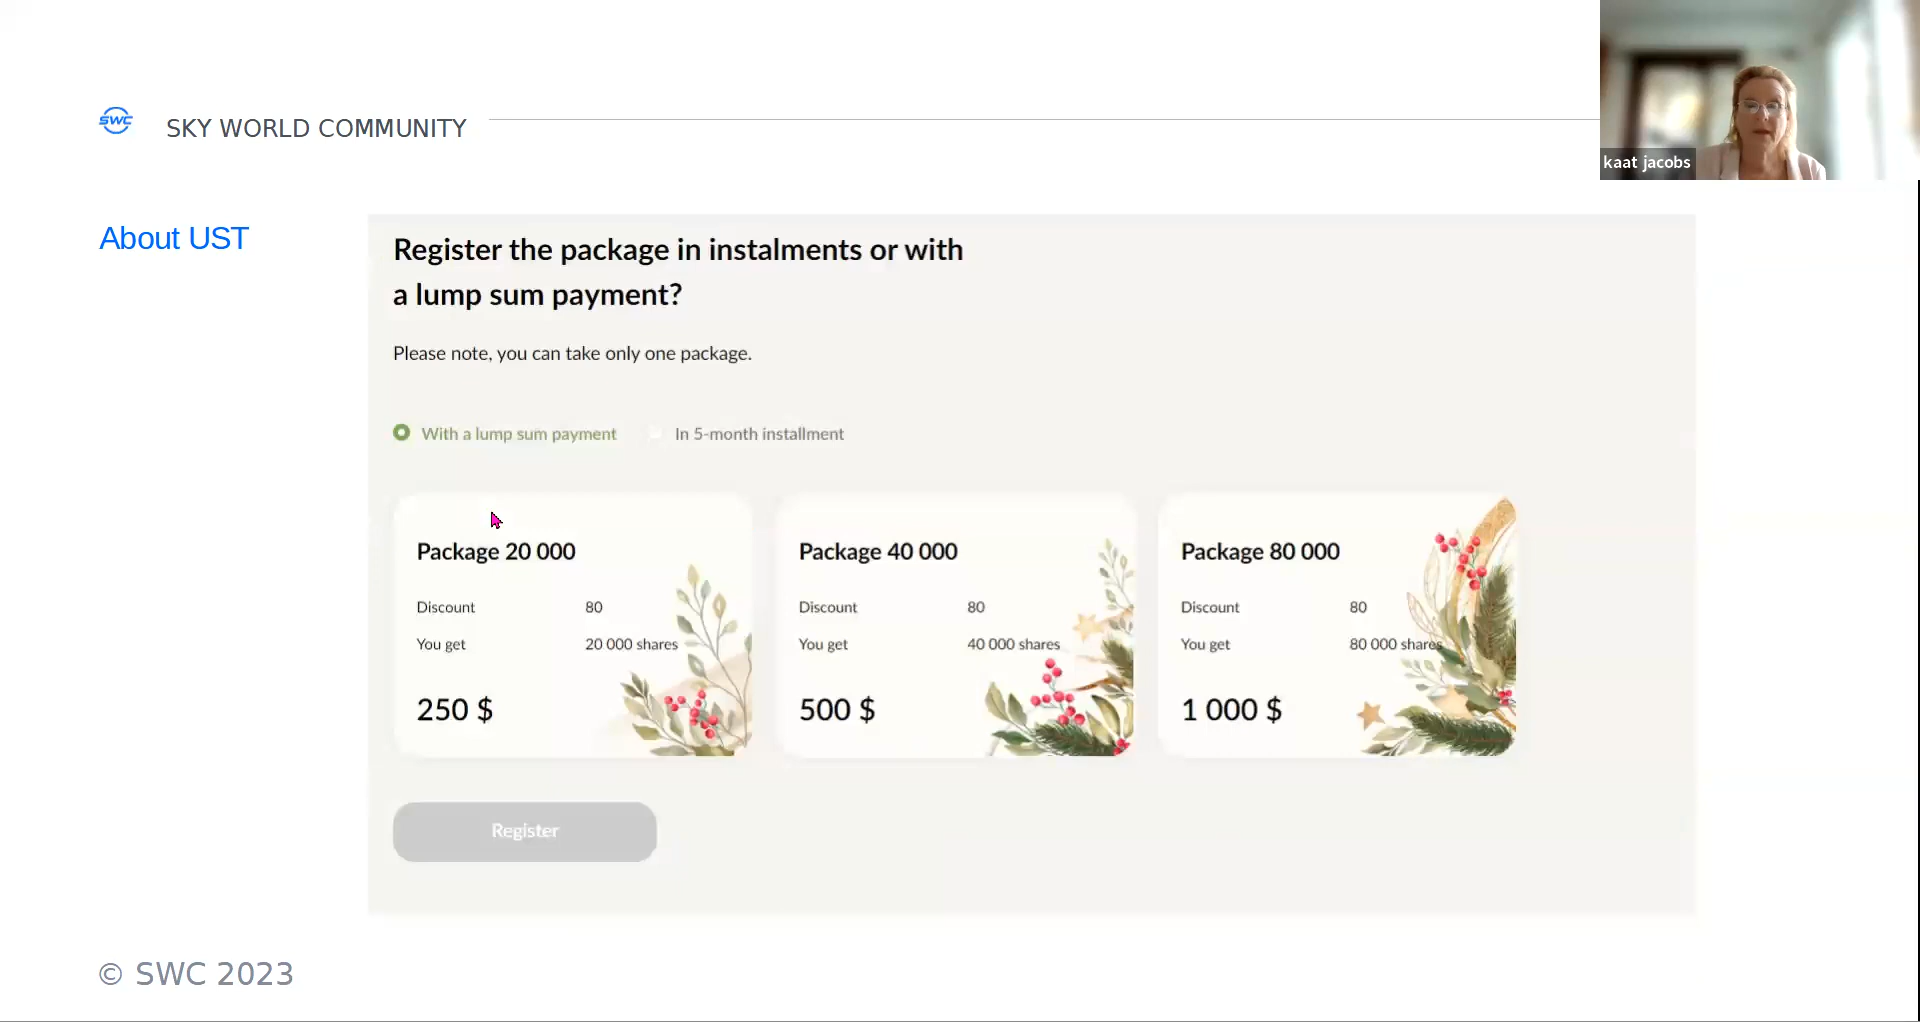 SWC
SKY WORLD COMMUNITY
kaat jacobs
About UST
Register the package in instalments or with
a lump sum payment?
Please note, you can take only one package.
With a lump sum payment
In 5-month installment
Package 20 000
Discount 80
You get 20 000 shares
250 $
Package 40 000
Discount 80
You get 40 000 shares
500 $
Package 80 000
Discount 80
You get 80 000 shares
1 000 $
Register
© SWC 2023